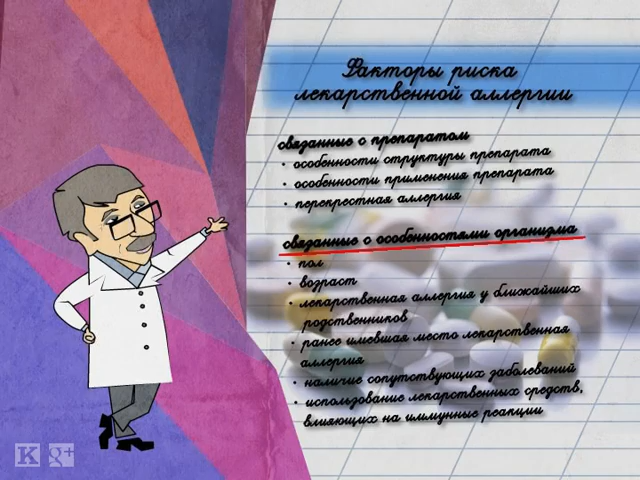 Факторы риска
лекарственной аллергии
связанные с препаратом
• особенности структуры препарата
• особенности применения препарата
• перекрестная аллергия
связанные с особенностями организма
• пол
• возраст
• лекарственная аллергия у ближайших
родственников
• ранее имевшая место лекарственная
аллергия
• наличие сопутствующих заболеваний
• использование лекарственных средств,
влияющих на иммунные реакции
K g+